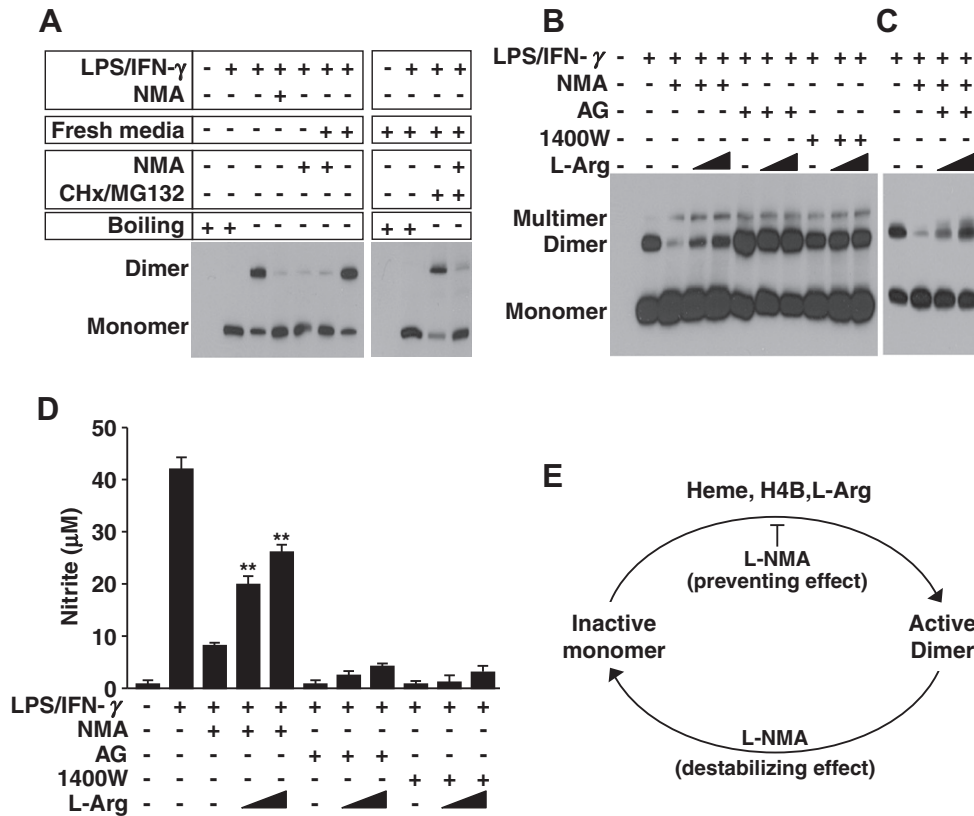 A
LPS/IFN-γ - + + + + + + - + + +
NMA - - - + - - - - - - -
Fresh media - - - - - + + + + + +
NMA - - - - + + - - - - +
CHx/MG132 - - - - - - - - - + +
Boiling + + - - - - - + + - -
Dimer
Monomer
B
LPS/IFN-γ - + + + + + + + + + +
NMA - - + + + - - - - - -
AG - - - - - + + + - - -
1400W - - - - - - - - + + +
L-Arg - - - - - -
Multimer
Dimer
Monomer
C
+ + + +
- + + +
- - + +
- - - -
- -
D
Nitrite (μM)
50
40
30
20
10
0
** **
LPS/IFN-γ - + + + + + + + + + +
NMA - - + + + - - - - - -
AG - - - - - + + + - - -
1400W - - - - - - - - + + +
L-Arg - - - - -
E
Heme, H4B,L-Arg
L-NMA
(preventing effect)
Inactive
monomer
Active
Dimer
L-NMA
(destabilizing effect)